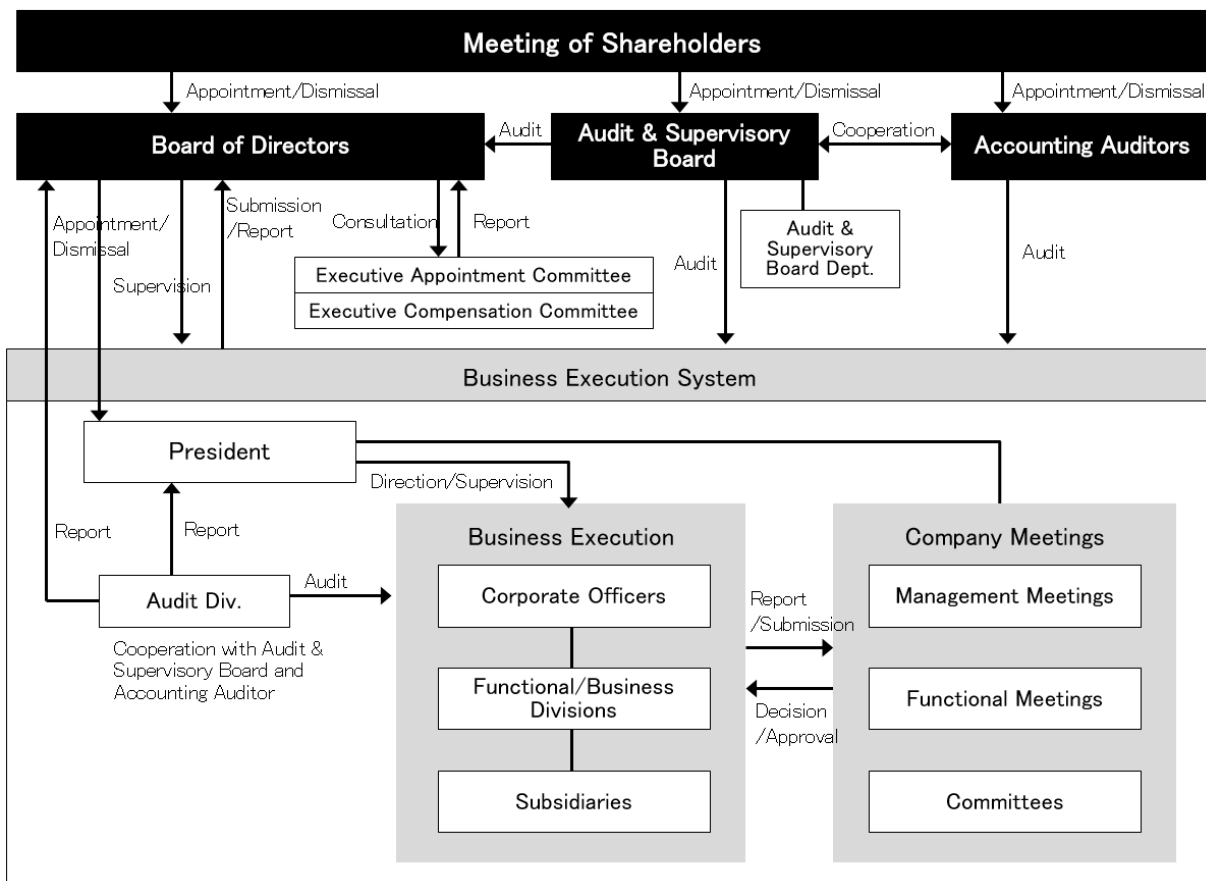 Meeting of Shareholders
Appointment/Dismissal
Appointment/Dismissal
Appointment/Dismissal
Board of Directors
Audit
Audit & Supervisory
Board
Cooperation
Accounting Auditors
Appointment/
Dismissal
Supervision
Submission
/Report
Consultation
Report
Executive Appointment Committee
Executive Compensation Committee
Audit
Audit &
Supervisory
Board Dept.
Audit
Business Execution System
President
Direction/Supervision
Report
Report
Audit Div.
Audit
Cooperation with Audit &
Supervisory Board and
Accounting Auditor
Business Execution
Corporate Officers
Functional/Business
Divisions
Subsidiaries
Report
/Submission
Decision
/Approval
Company Meetings
Management Meetings
Functional Meetings
Committees